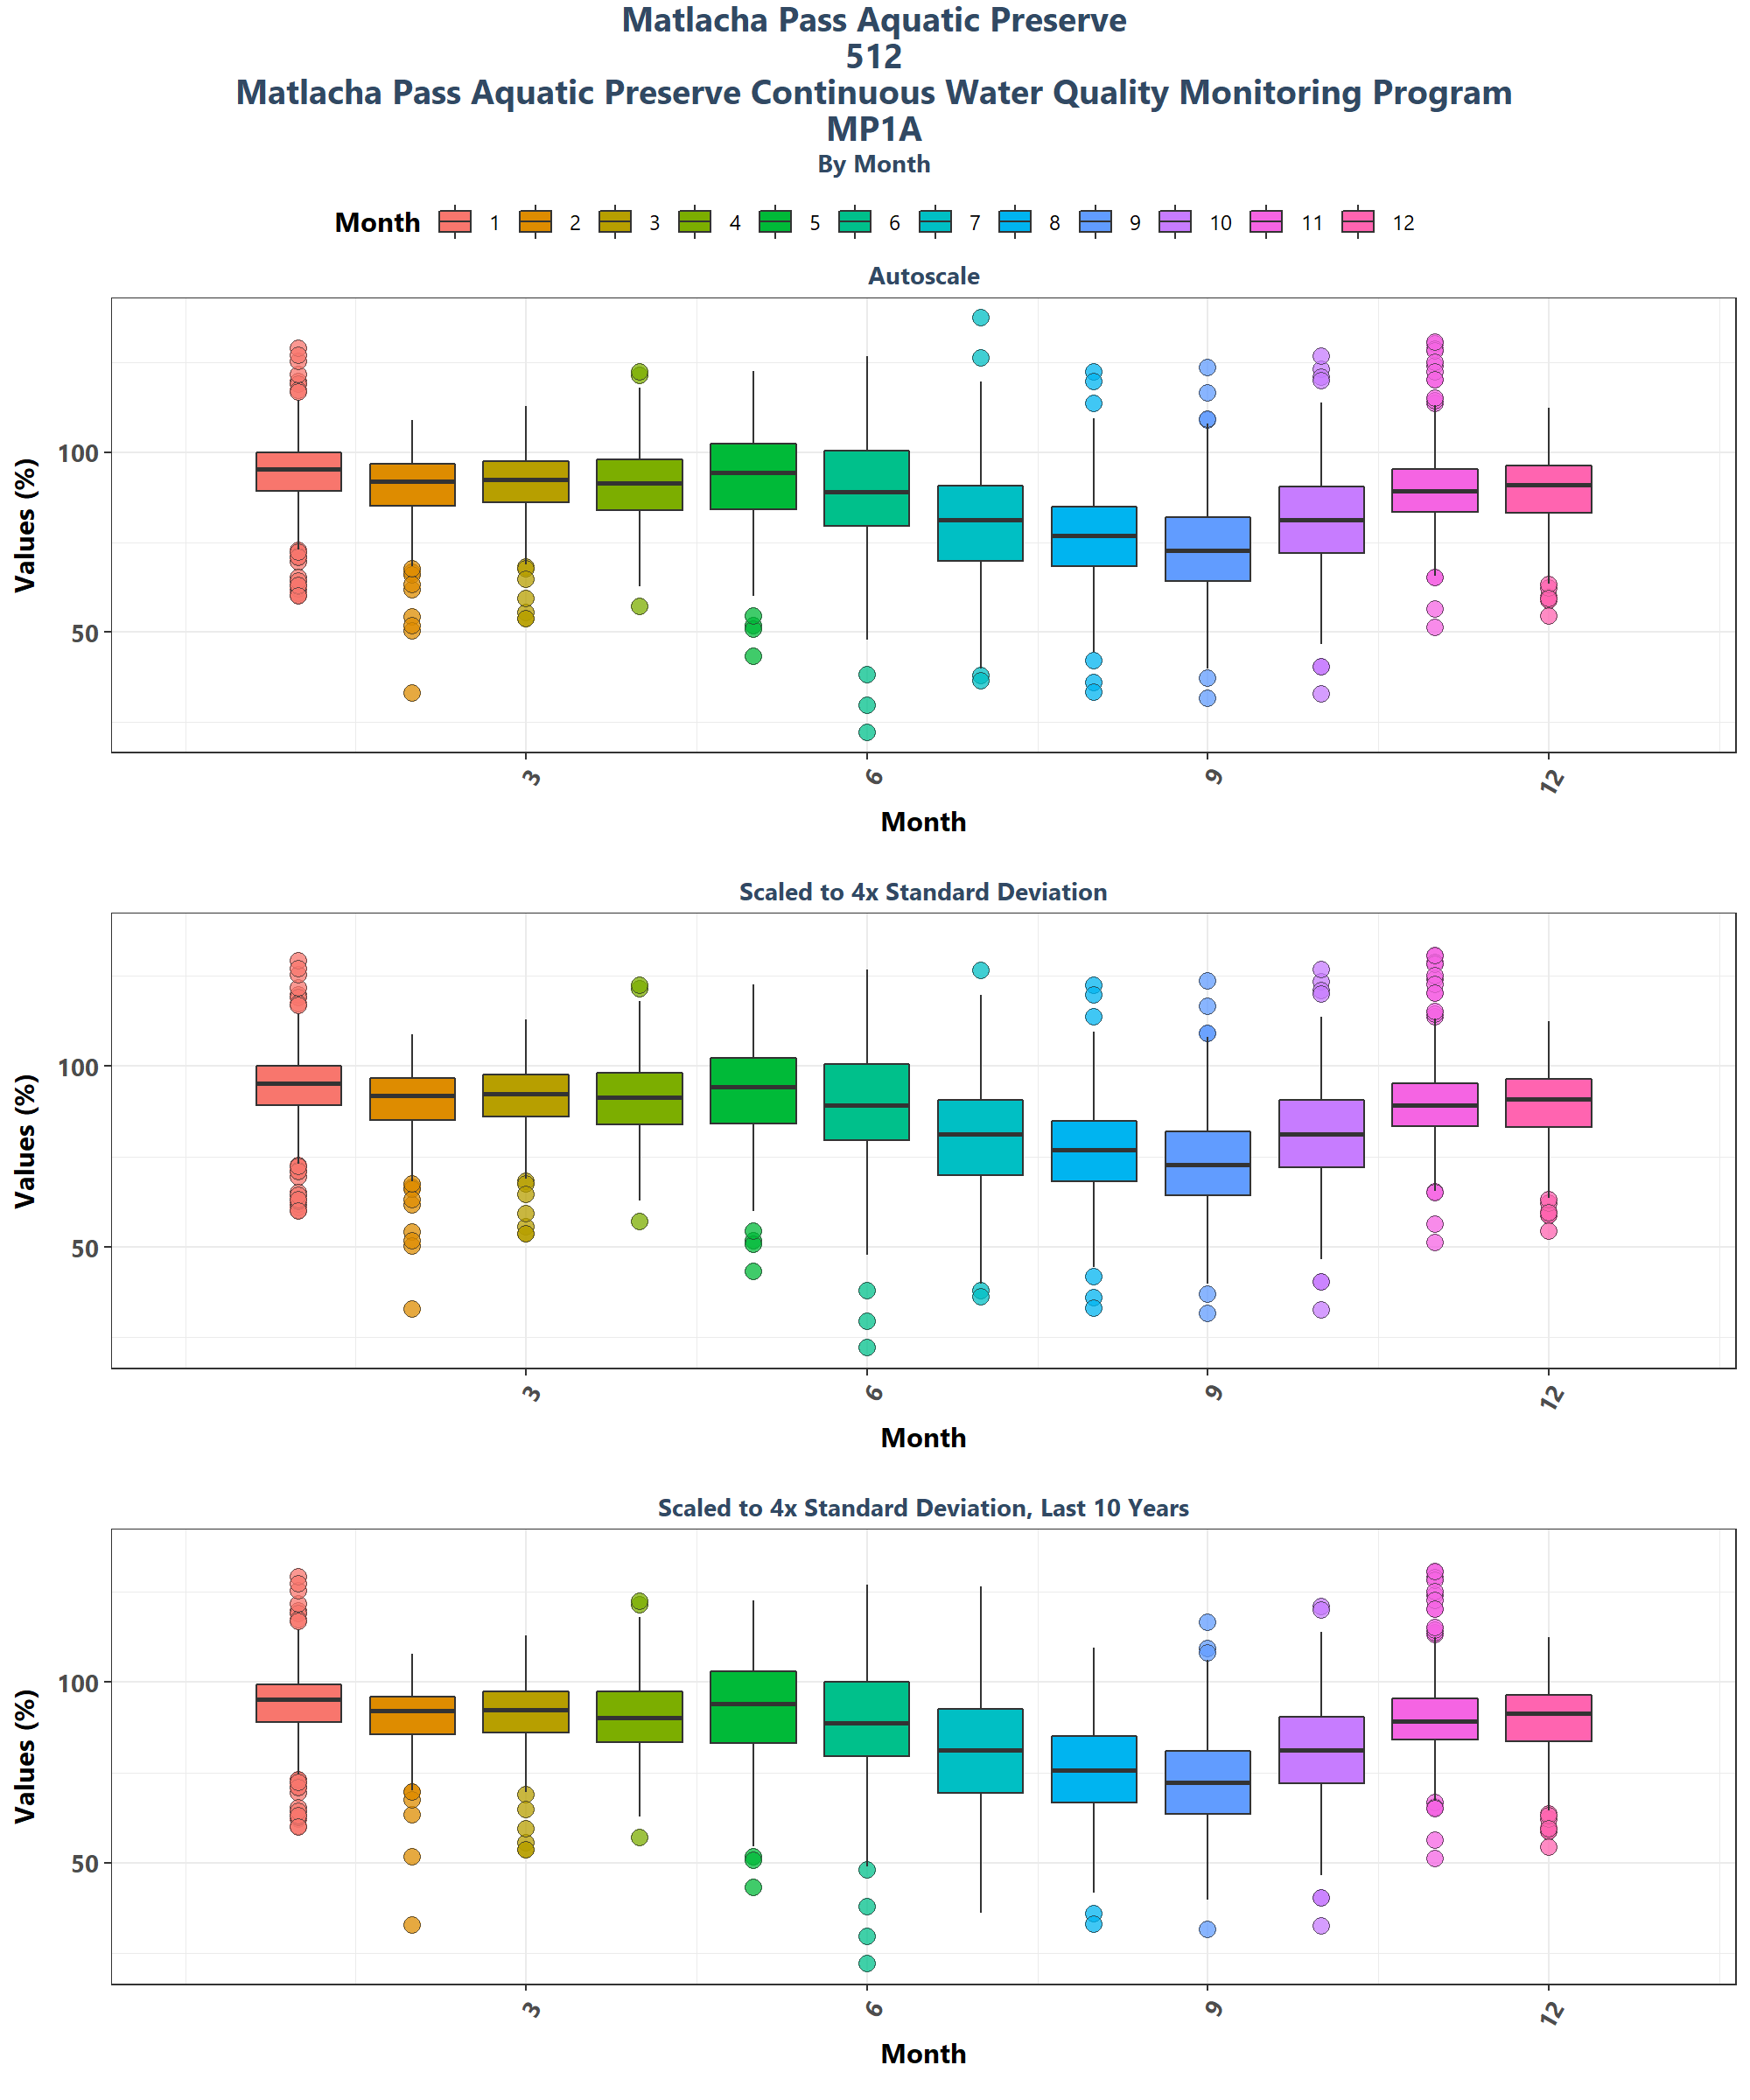 Matlacha Pass Aquatic Preserve
512
Matlacha Pass Aquatic Preserve Continuous Water Quality Monitoring Program
MP1A
By Month
Month 1 2 3 4 5 6 7 8 9 10 11 12
Autoscale
Values (%)
100
50
3 6 9 12
Month
Scaled to 4x Standard Deviation
Values (%)
100
50
3 6 9 12
Month
Scaled to 4x Standard Deviation, Last 10 Years
Values (%)
100
50
3 6 9 12
Month